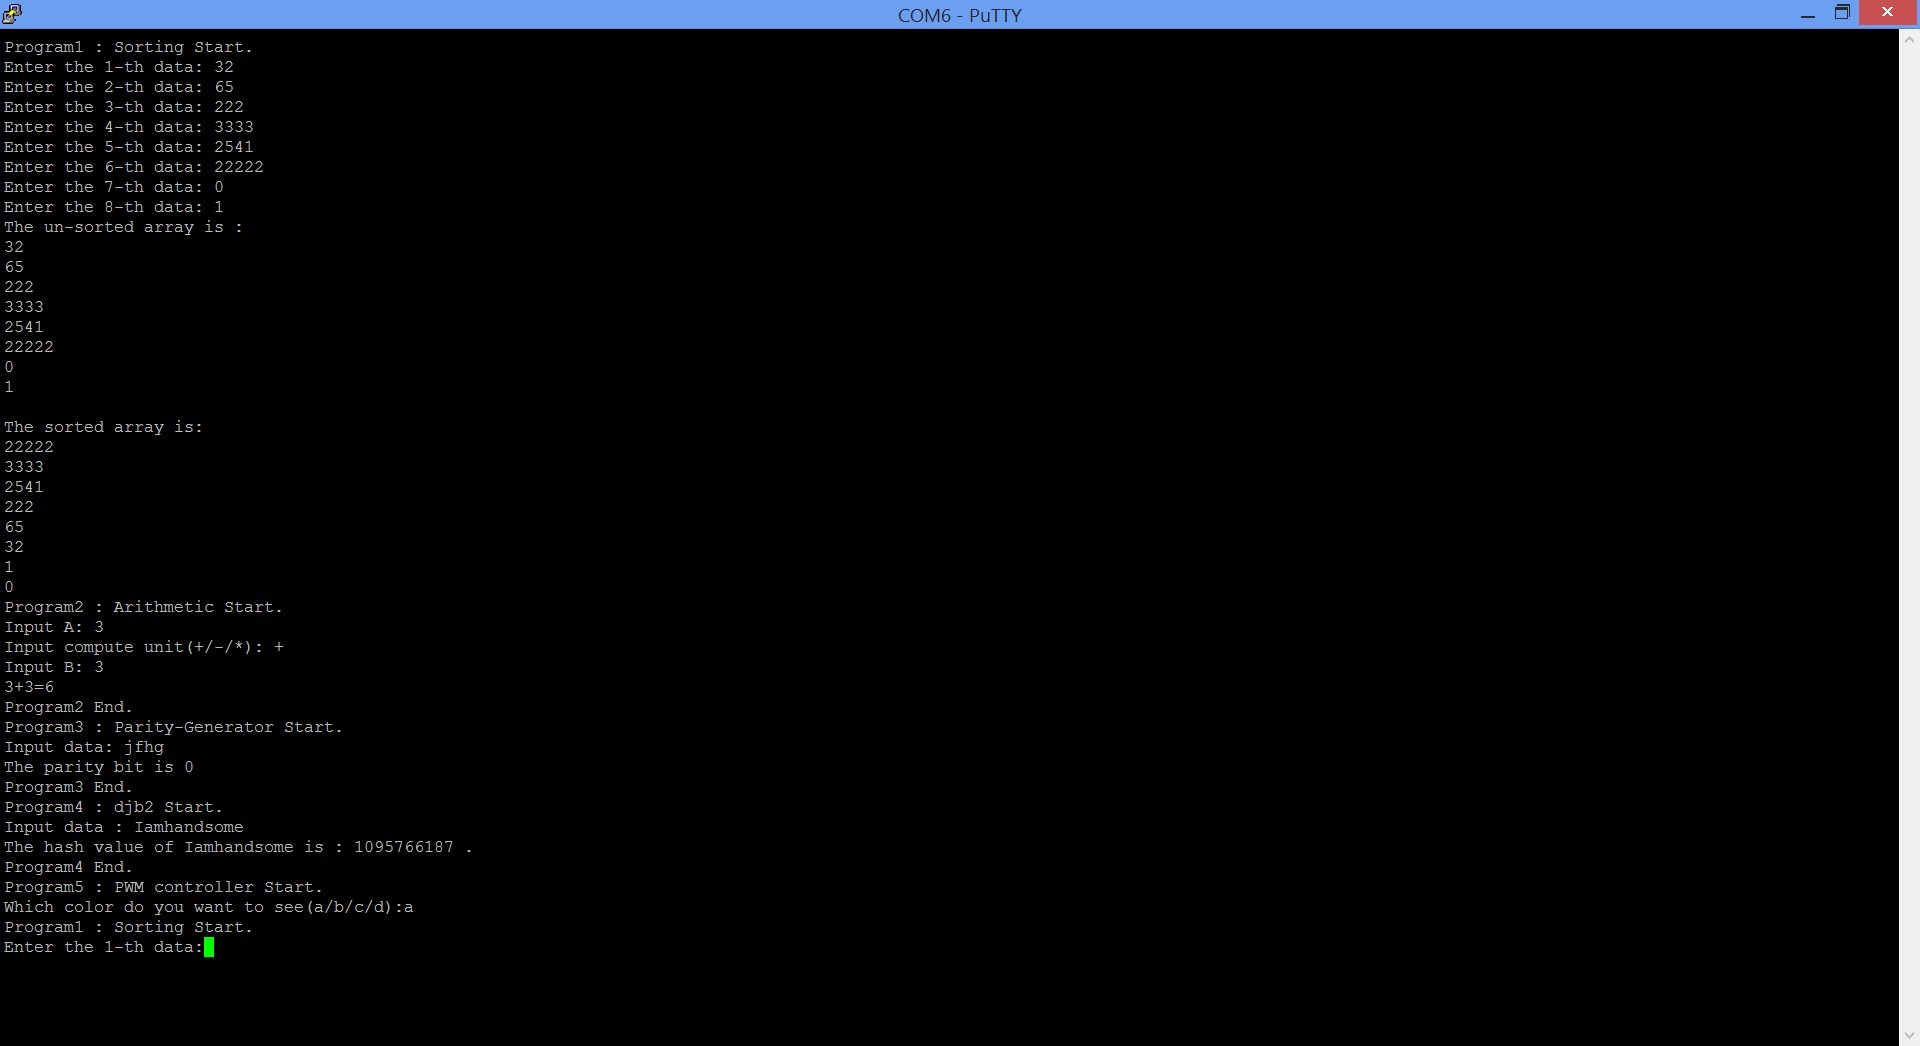 COM6 - PuTTY
Program1 : Sorting Start.
Enter the 1-th data: 32
Enter the 2-th data: 65
Enter the 3-th data: 222
Enter the 4-th data: 3333
Enter the 5-th data: 2541
Enter the 6-th data: 22222
Enter the 7-th data: 0
Enter the 8-th data: 1
The un-sorted array is :
32
65
222
3333
2541
22222
0
1
The sorted array is:
22222
3333
2541
222
65
32
1
0
Program2 : Arithmetic Start.
Input A: 3
Input compute unit(+/-/*): +
Input B: 3
3+3=6
Program2 End.
Program3 : Parity-Generator Start.
Input data: jfhg
The parity bit is 0
Program3 End.
Program4 : djb2 Start.
Input data : Iamhandsome
The hash value of Iamhandsome is : 1095766187 .
Program4 End.
Program5 : PWM controller Start.
Which color do you want to see(a/b/c/d):a
Program1 : Sorting Start.
Enter the 1-th data: